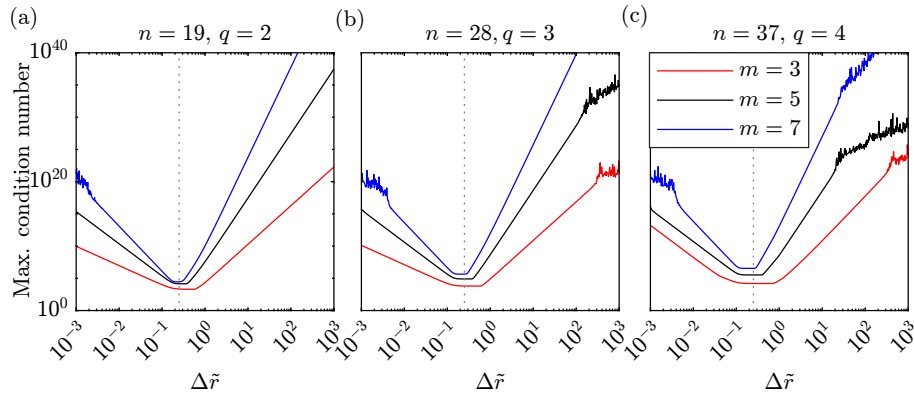 (a) n = 19, q = 2
(b) n = 28, q = 3
(c) n = 37, q = 4
Max. condition number
10^40
10^20
10^0
m = 3
m = 5
m = 7
10^-3 10^-2 10^-1 10^0 10^1 10^2 10^3
10^-3 10^-2 10^-1 10^0 10^1 10^2 10^3
10^-3 10^-2 10^-1 10^0 10^1 10^2 10^3
Δr̃
Δr̃
Δr̃